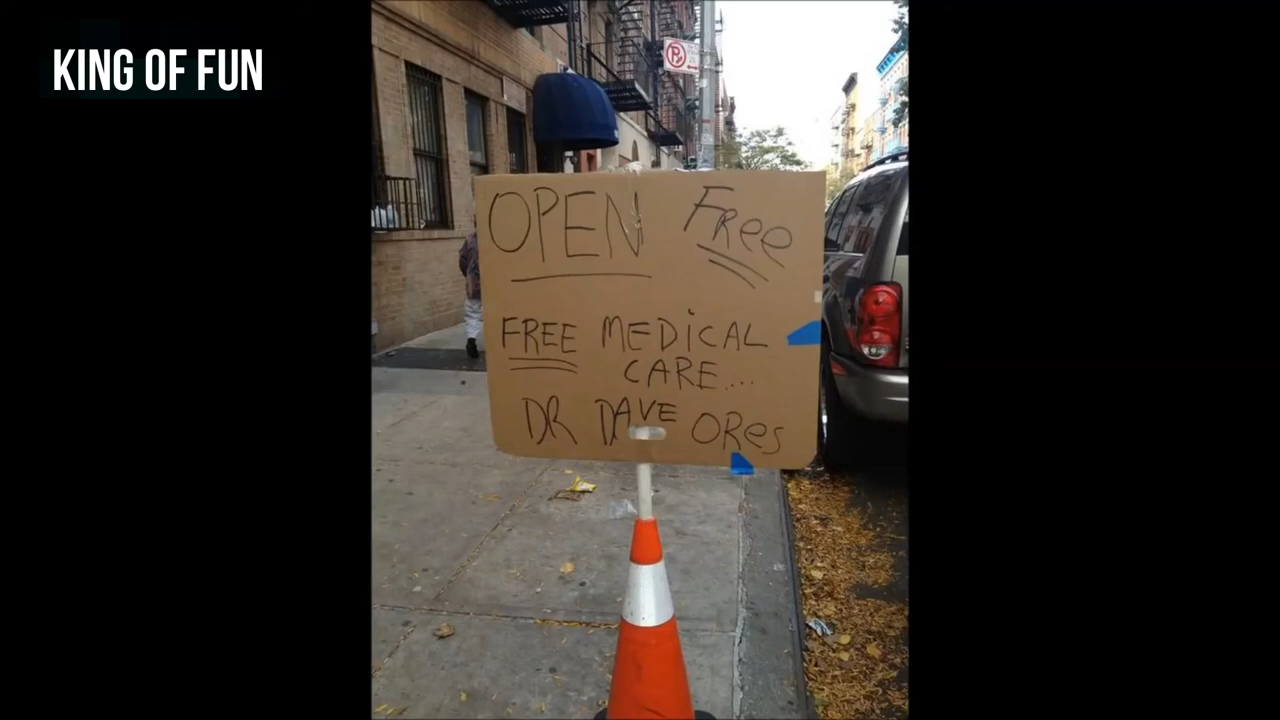 KING OF FUN
OPEN Free
FREE MEDiCAL
CARE....
DR DAVE ORes